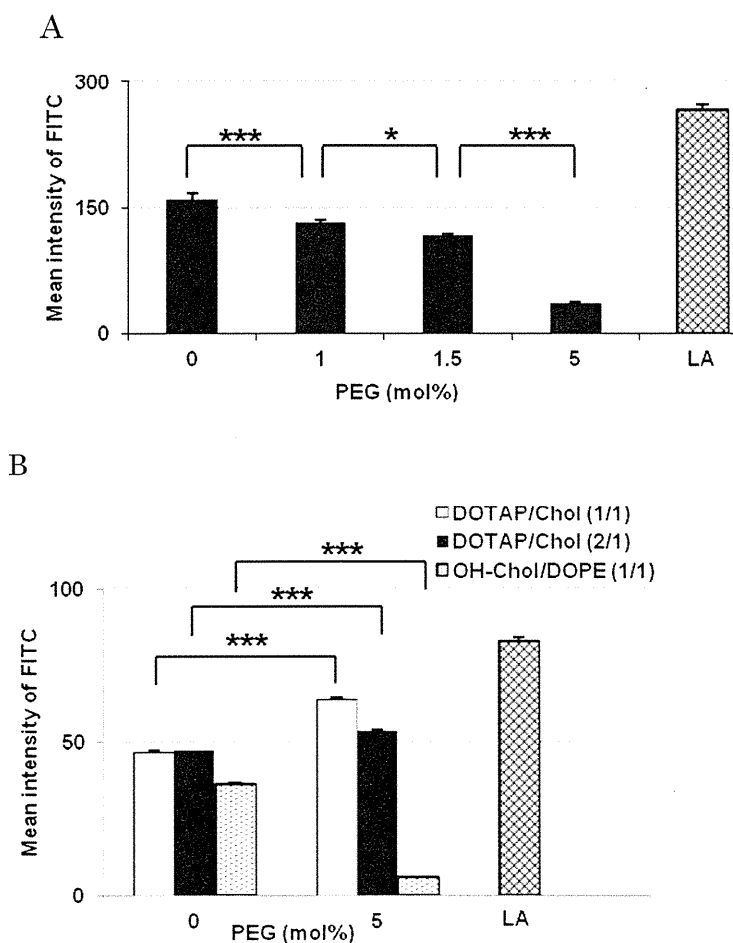 A
Mean intensity of FITC
300
150
0
***
*
***
0
1
1.5
5
LA
PEG (mol%)
B
Mean intensity of FITC
DOTAP/Chol (1/1)
DOTAP/Chol (2/1)
OH-Chol/DOPE (1/1)
***
***
***
100
50
0
0
5
LA
PEG (mol%)